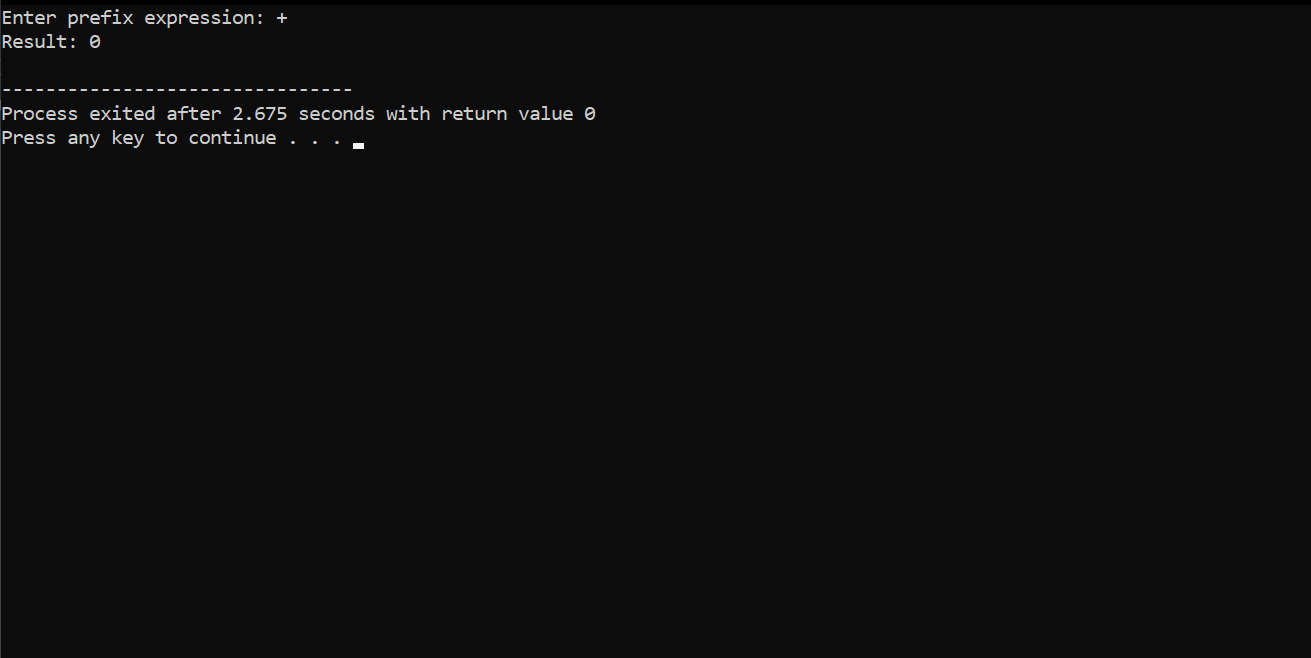 Enter prefix expression: +
Result: 0
--------------------------------
Process exited after 2.675 seconds with return value 0
Press any key to continue . . .